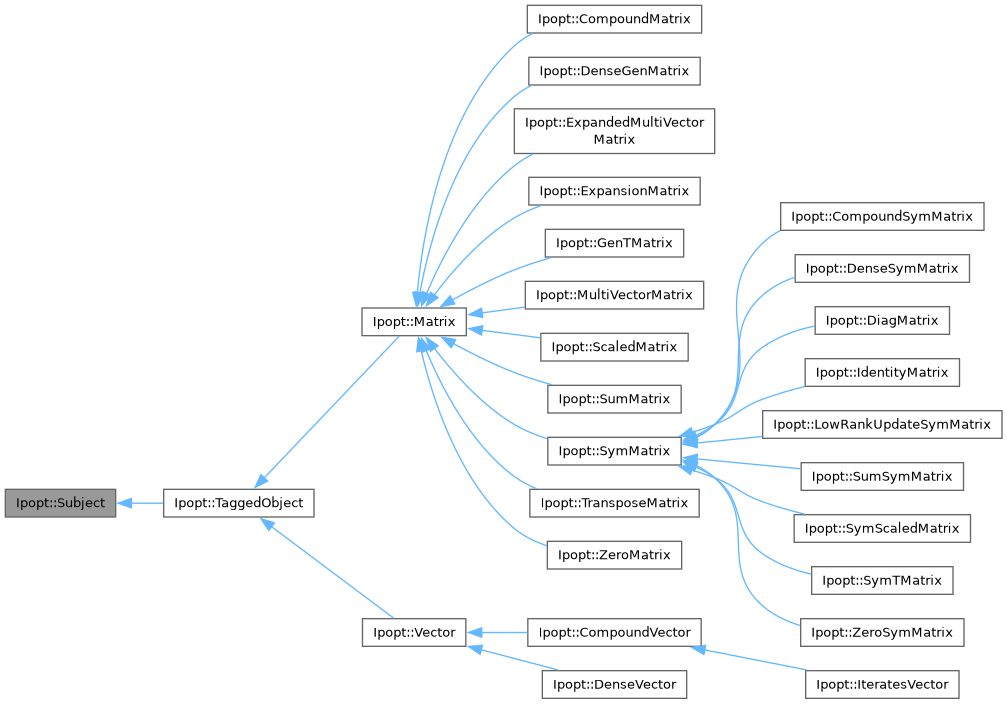 Ipopt::CompoundMatrix
Ipopt::DenseGenMatrix
Ipopt::ExpandedMultiVector
Matrix
Ipopt::ExpansionMatrix
Ipopt::GenTMatrix
Ipopt::MultiVectorMatrix
Ipopt::Matrix
Ipopt::ScaledMatrix
Ipopt::SumMatrix
Ipopt::SymMatrix
Ipopt::TransposeMatrix
Ipopt::ZeroMatrix
Ipopt::CompoundSymMatrix
Ipopt::DenseSymMatrix
Ipopt::DiagMatrix
Ipopt::IdentityMatrix
Ipopt::LowRankUpdateSymMatrix
Ipopt::SumSymMatrix
Ipopt::SymScaledMatrix
Ipopt::SymTMatrix
Ipopt::ZeroSymMatrix
Ipopt::Subject
Ipopt::TaggedObject
Ipopt::Vector
Ipopt::CompoundVector
Ipopt::DenseVector
Ipopt::IteratesVector